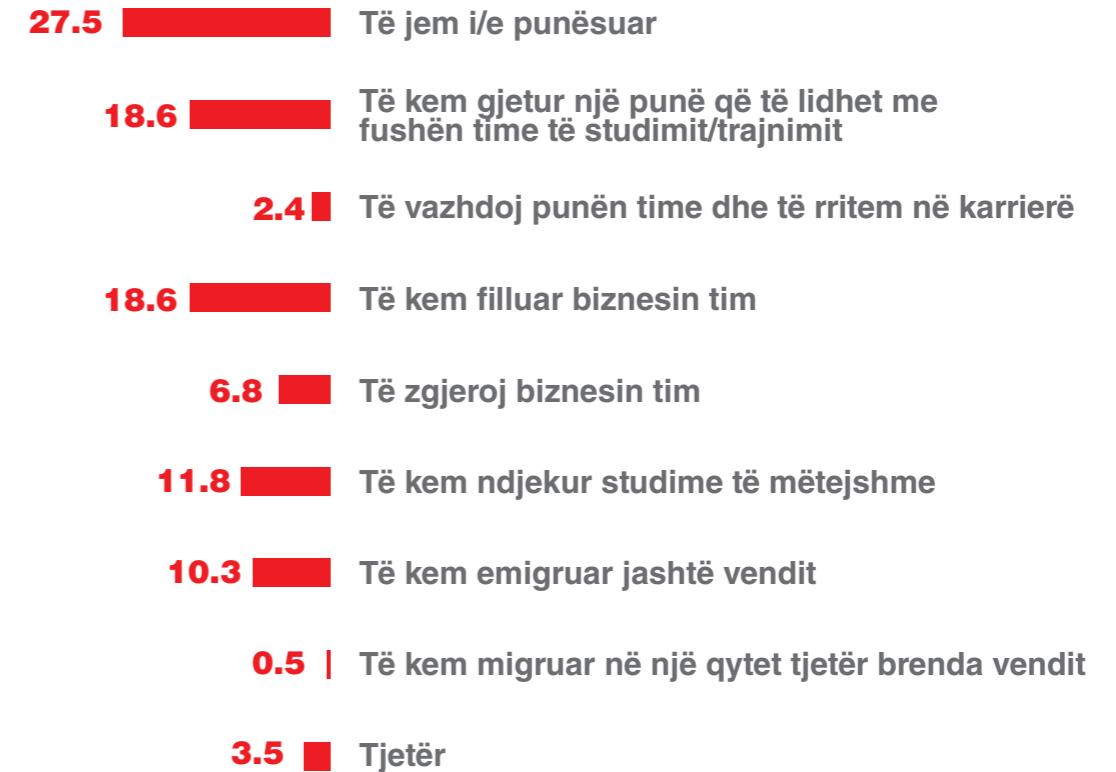 27.5 Të jem i/e punësuar
18.6 Të kem gjetur një punë që të lidhet me
fushën time të studimit/trajnimit
2.4 Të vazhdoj punën time dhe të rritem në karrierë
18.6 Të kem filluar biznesin tim
6.8 Të zgjeroj biznesin tim
11.8 Të kem ndjekur studime të mëtejshme
10.3 Të kem emigruar jashtë vendit
0.5 Të kem migruar në një qytet tjetër brenda vendit
3.5 Tjetër